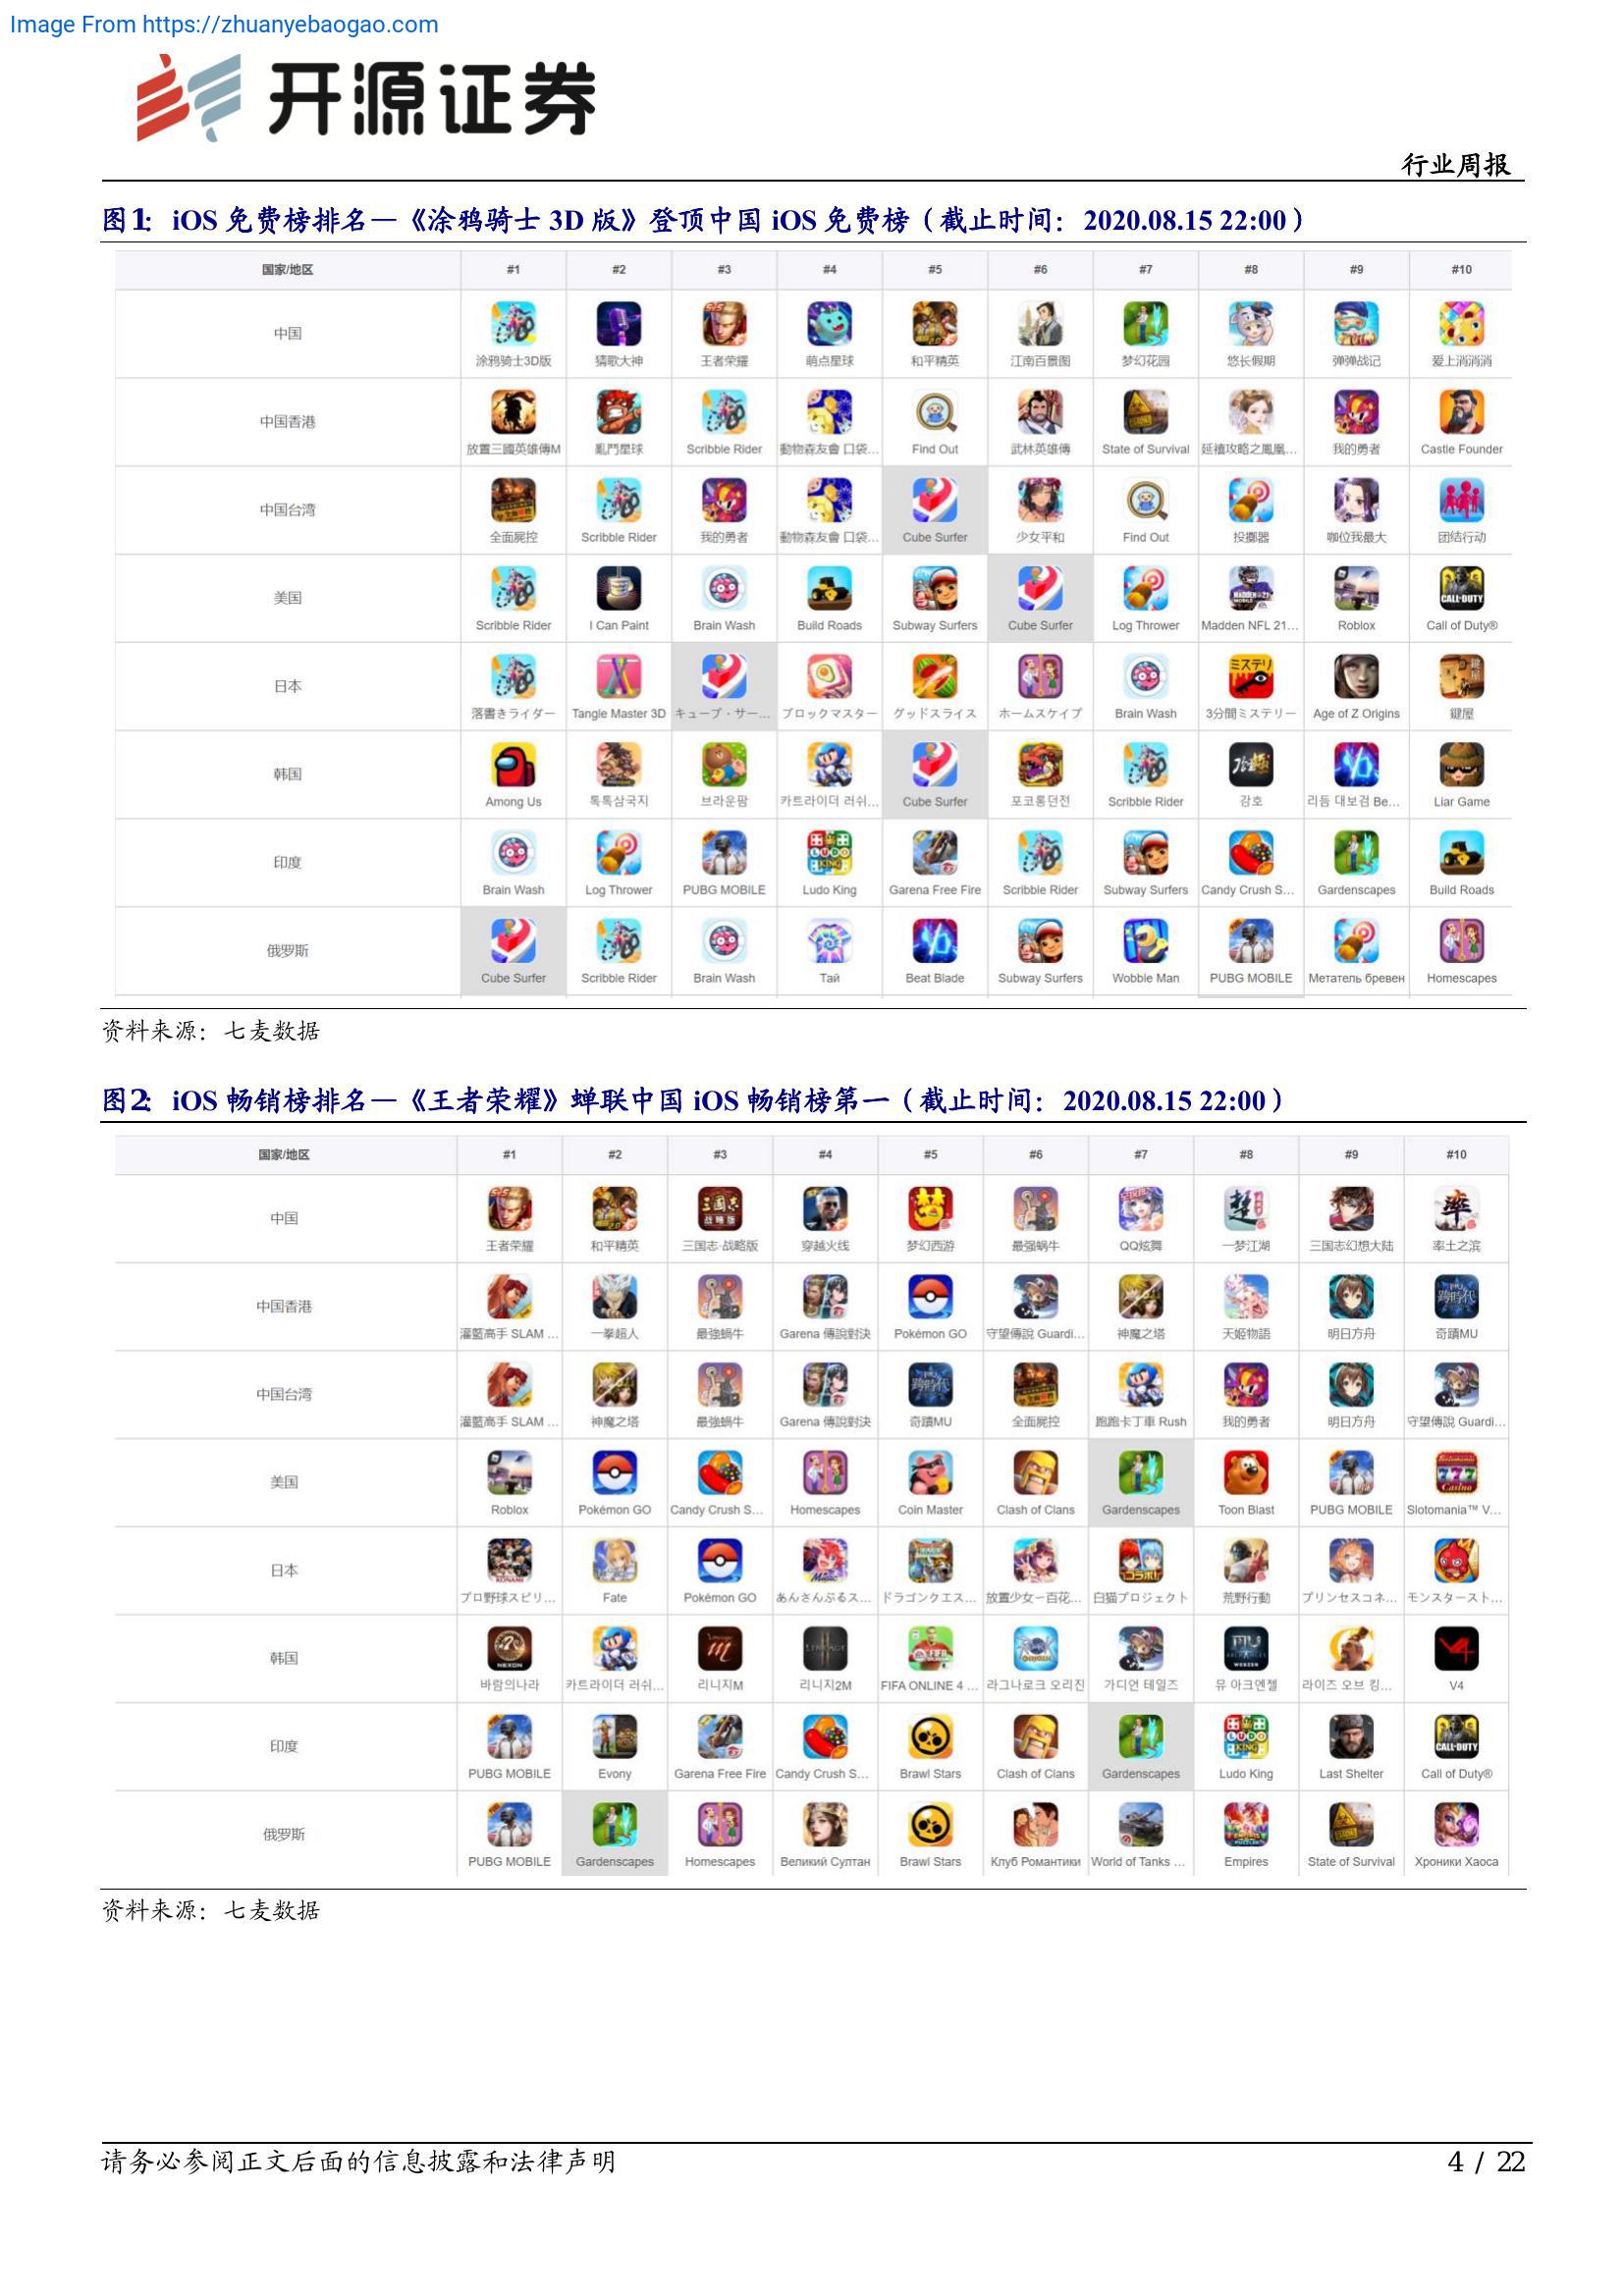 Image From https://zhuanyebaogao.com
开源证券
行业周报
图1：iOS 免费榜排名—《涂鸦骑士 3D 版》登顶中国 iOS 免费榜（截止时间：2020.08.15 22:00）
国家/地区 #1 #2 #3 #4 #5 #6 #7 #8 #9 #10
中国 涂鸦骑士3D版 猜歌大神 王者荣耀 萌点星球 和平精英 江南百景图 梦幻花园 悠长假期 弹弹战记 爱上消消消
中国香港 放置三國英雄傳M 亂鬥星球 Scribble Rider 動物森友會 口袋... Find Out 武林英雄傳 State of Survival 延禧攻略之鳳凰... 我的勇者 Castle Founder
中国台湾 全面屍控 Scribble Rider 我的勇者 動物森友會 口袋... Cube Surfer 少女平和 Find Out 投擲器 咖位我最大 团结行动
美国 Scribble Rider I Can Paint Brain Wash Build Roads Subway Surfers Cube Surfer Log Thrower Madden NFL 21... Roblox Call of Duty®
日本 落書きライダー Tangle Master 3D キューブ・サー... ブロックマスター グッドスライス ホームスケイプ Brain Wash 3分間ミステリー Age of Z Origins 鍵屋
韩国 Among Us 톡톡삼국지 브라운팜 카트라이더 러쉬... Cube Surfer 포코롱던전 Scribble Rider 강호 리듬 대보검 Be... Liar Game
印度 Brain Wash Log Thrower PUBG MOBILE Ludo King Garena Free Fire Scribble Rider Subway Surfers Candy Crush S... Gardenscapes Build Roads
俄罗斯 Cube Surfer Scribble Rider Brain Wash Тай Beat Blade Subway Surfers Wobble Man PUBG MOBILE Метатель бревен Homescapes
资料来源：七麦数据
图2：iOS 畅销榜排名—《王者荣耀》蝉联中国 iOS 畅销榜第一（截止时间：2020.08.15 22:00）
国家/地区 #1 #2 #3 #4 #5 #6 #7 #8 #9 #10
中国 王者荣耀 和平精英 三国志·战略版 穿越火线 梦幻西游 最强蜗牛 QQ炫舞 一梦江湖 三国志幻想大陆 率土之滨
中国香港 灌籃高手 SLAM ... 一拳超人 最強蝸牛 Garena 傳說對決 Pokémon GO 守望傳說 Guardi... 神魔之塔 天姬物語 明日方舟 奇蹟MU
中国台湾 灌籃高手 SLAM ... 神魔之塔 最強蝸牛 Garena 傳說對決 奇蹟MU 全面屍控 跑跑卡丁車 Rush 我的勇者 明日方舟 守望傳說 Guardi...
美国 Roblox Pokémon GO Candy Crush S... Homescapes Coin Master Clash of Clans Gardenscapes Toon Blast PUBG MOBILE Slotomania™ V...
日本 プロ野球スピリ... Fate Pokémon GO あんさんぶるス... ドラゴンクエス... 放置少女－百花... 白猫プロジェクト 荒野行動 プリンセスコネ... モンスタースト...
韩国 바람의나라 카트라이더 러쉬... 리니지M 리니지2M FIFA ONLINE 4 ... 라그나로크 오리진 가디언 테일즈 뮤 아크엔젤 라이즈 오브 킹... V4
印度 PUBG MOBILE Evony Garena Free Fire Candy Crush S... Brawl Stars Clash of Clans Gardenscapes Ludo King Last Shelter Call of Duty®
俄罗斯 PUBG MOBILE Gardenscapes Homescapes Великий Султан Brawl Stars Клуб Романтики World of Tanks ... Empires State of Survival Хроники Хаоса
资料来源：七麦数据
请务必参阅正文后面的信息披露和法律声明
4 / 22